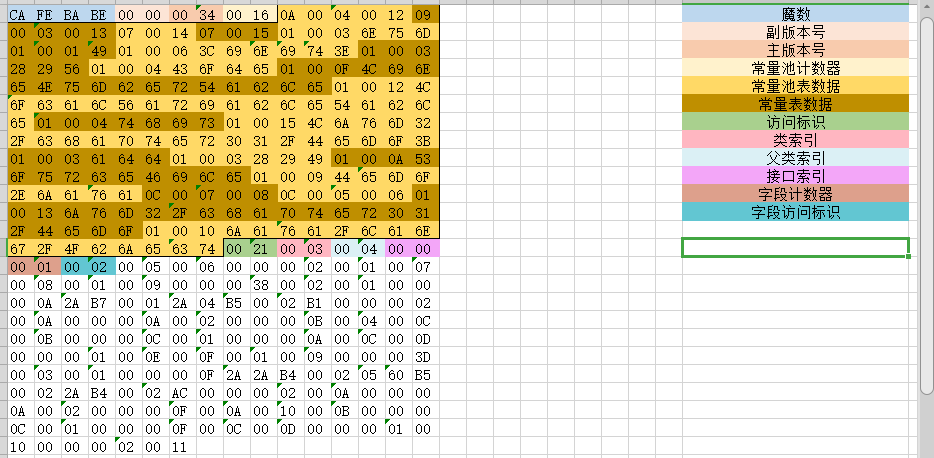 CA FE BA BE 00 00 00 34 00 16 0A 00 04 00 12 09 魔数
00 03 00 13 07 00 14 07 00 15 01 00 03 6E 75 6D 副版本号
01 00 01 49 01 00 06 3C 69 6E 69 74 3E 01 00 03 主版本号
28 29 56 01 00 04 43 6F 64 65 01 00 0F 4C 69 6E 常量池计数器
65 4E 75 6D 62 65 72 54 61 62 6C 65 01 00 12 4C 常量池表数据
6F 63 61 6C 56 61 72 69 61 62 6C 65 54 61 62 6C 常量表数据
65 01 00 04 74 68 69 73 01 00 15 4C 6A 76 6D 32 访问标识
2F 63 68 61 70 74 65 72 30 31 2F 44 65 6D 6F 3B 类索引
01 00 03 61 64 64 01 00 03 28 29 49 01 00 0A 53 父类索引
6F 75 72 63 65 46 69 6C 65 01 00 09 44 65 6D 6F 接口索引
2E 6A 61 76 61 0C 00 07 00 08 0C 00 05 00 06 01 字段计数器
00 13 6A 76 6D 32 2F 63 68 61 70 74 65 72 30 31 字段访问标识
2F 44 65 6D 6F 01 00 10 6A 61 76 61 2F 6C 61 6E
67 2F 4F 62 6A 65 63 74 00 21 00 03 00 04 00 00
00 01 00 02 00 05 00 06 00 00 00 02 00 01 00 07
00 08 00 01 00 09 00 00 00 38 00 02 00 01 00 00
00 0A 2A B7 00 01 2A 04 B5 00 02 B1 00 00 00 02
00 0A 00 00 00 0A 00 02 00 00 00 0B 00 04 00 0C
00 0B 00 00 00 0C 00 01 00 00 00 0A 00 0C 00 0D
00 00 00 01 00 0E 00 0F 00 01 00 09 00 00 00 3D
00 03 00 01 00 00 00 0F 2A 2A B4 00 02 05 60 B5
00 02 2A B4 00 02 AC 00 00 00 02 00 0A 00 00 00
0A 00 02 00 00 00 0F 00 0A 00 10 00 0B 00 00 00
0C 00 01 00 00 00 0F 00 0C 00 0D 00 00 00 01 00
10 00 00 00 02 00 11